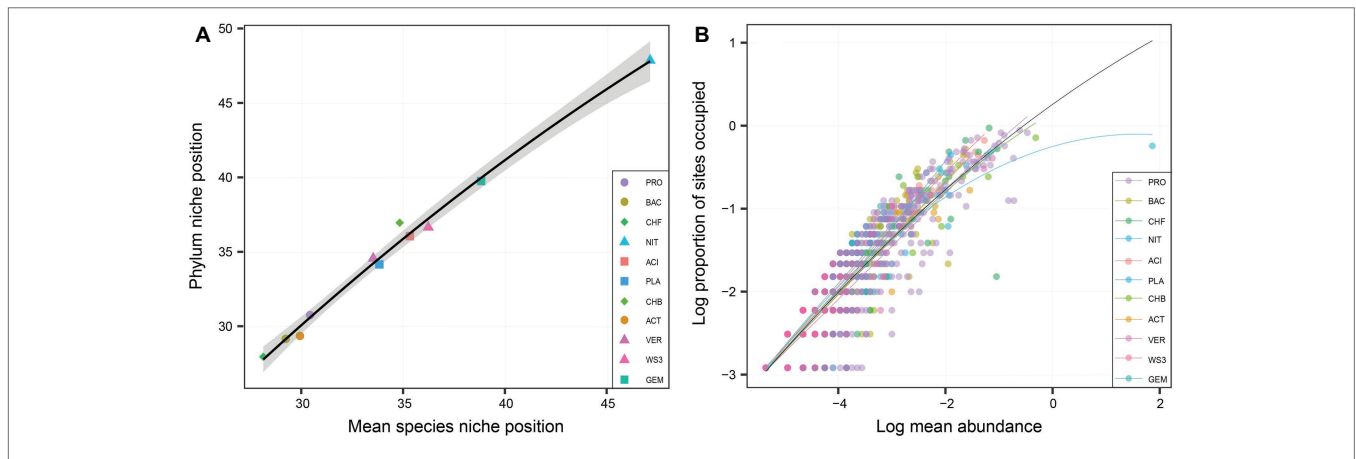 A
50
45
40
35
30
30
35
40
45
Phylum niche position
Mean species niche position
PRO
BAC
CHF
NIT
ACI
PLA
CHB
ACT
VER
WS3
GEM
B
1
0
−1
−2
−3
−4
−2
0
2
Log proportion of sites occupied
Log mean abundance
PRO
BAC
CHF
NIT
ACI
PLA
CHB
ACT
VER
WS3
GEM